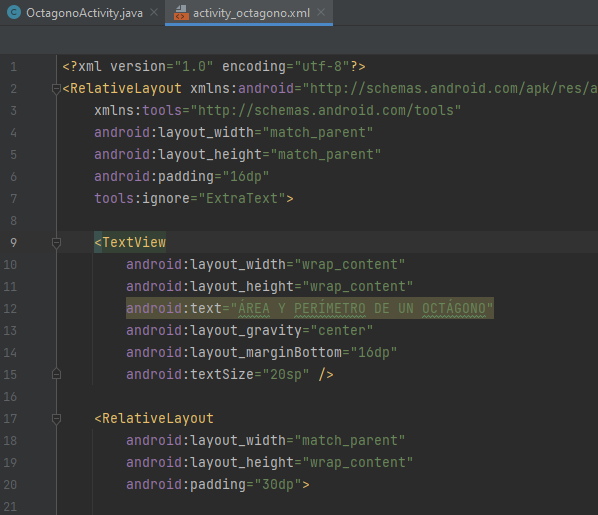 OctagonoActivity.java activity_octagono.xml
1 <?xml version="1.0" encoding="utf-8"?>
2 <RelativeLayout xmlns:android="http://schemas.android.com/apk/res/a
3 xmlns:tools="http://schemas.android.com/tools"
4 android:layout_width="match_parent"
5 android:layout_height="match_parent"
6 android:padding="16dp"
7 tools:ignore="ExtraText">
8
9 <TextView
10 android:layout_width="wrap_content"
11 android:layout_height="wrap_content"
12 android:text="ÁREA Y PERÍMETRO DE UN OCTÁGONO"
13 android:layout_gravity="center"
14 android:layout_marginBottom="16dp"
15 android:textSize="20sp" />
16
17 <RelativeLayout
18 android:layout_width="match_parent"
19 android:layout_height="wrap_content"
20 android:padding="30dp">
21